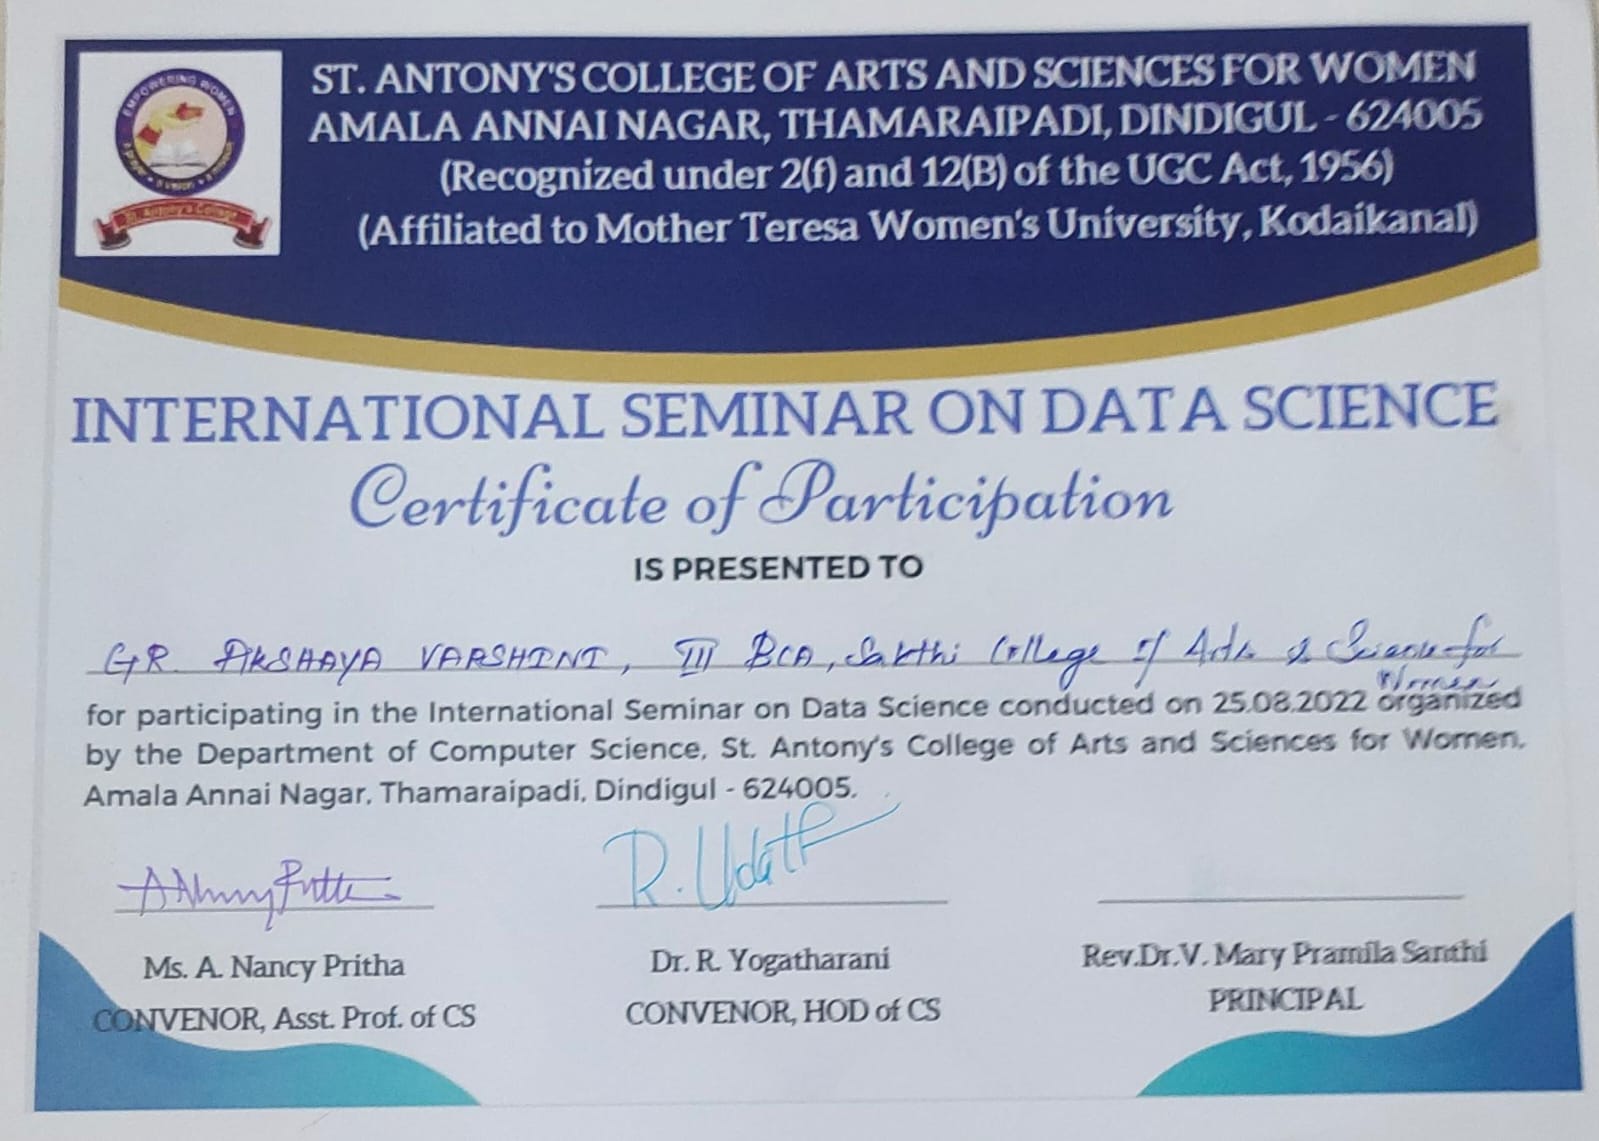 EMPOWERING WOMEN
St. Antony's College
ST. ANTONY'S COLLEGE OF ARTS AND SCIENCES FOR WOMEN
AMALA ANNAI NAGAR, THAMARAIPADI, DINDIGUL - 624005
(Recognized under 2(f) and 12(B) of the UGC Act, 1956)
(Affiliated to Mother Teresa Women's University, Kodaikanal)
INTERNATIONAL SEMINAR ON DATA SCIENCE
Certificate of Participation
IS PRESENTED TO
G.R. AKSHAYA VARSHINI, III BCA, Sakthi College of Arts & Science for
Women
for participating in the International Seminar on Data Science conducted on 25.08.2022 organized
by the Department of Computer Science, St. Antony's College of Arts and Sciences for Women,
Amala Annai Nagar, Thamaraipadi, Dindigul - 624005.
Ms. A. Nancy Pritha
CONVENOR, Asst. Prof. of CS
Dr. R. Yogatharani
CONVENOR, HOD of CS
Rev.Dr.V. Mary Pramila Santhi
PRINCIPAL